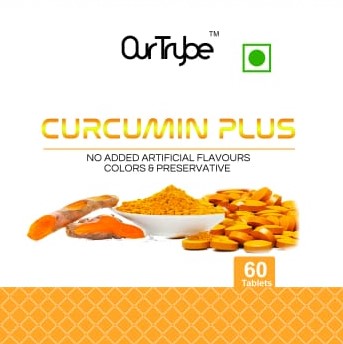 OurTrybe™
CURCUMIN PLUS
NO ADDED ARTIFICIAL FLAVOURS
COLORS & PRESERVATIVE
60
Tablets